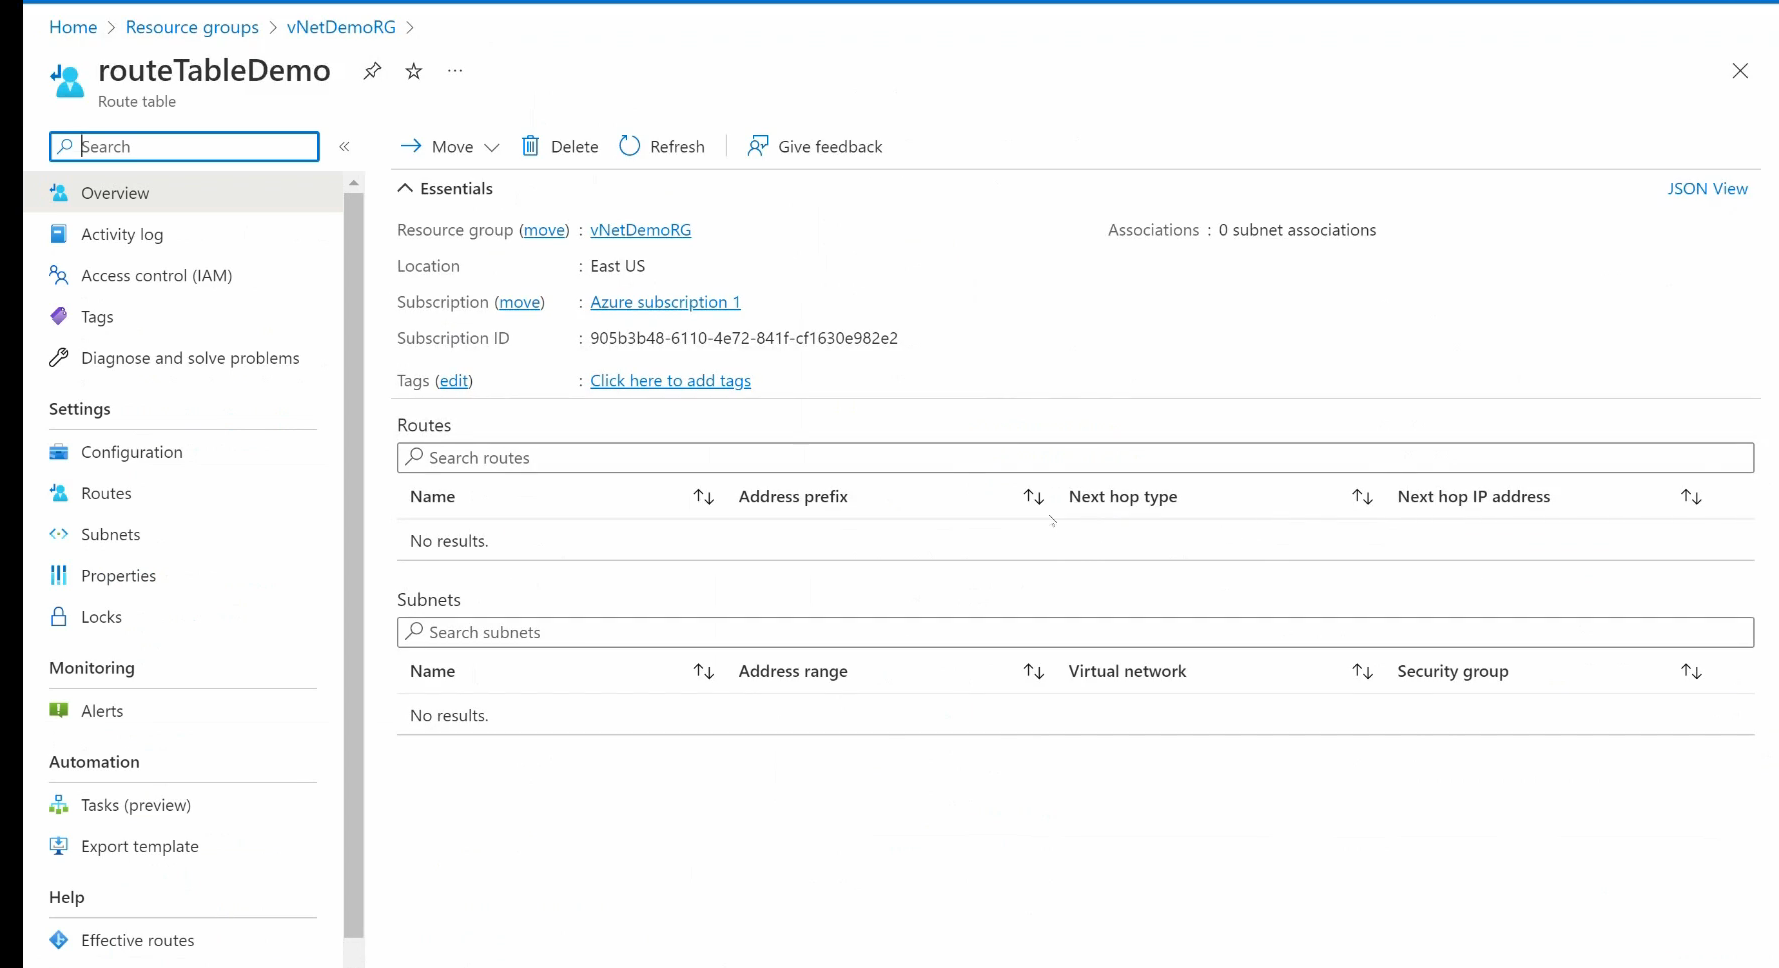 Home > Resource groups > vNetDemoRG >
routeTableDemo
Route table
Search
Move Delete Refresh Give feedback
Overview
Activity log
Access control (IAM)
Tags
Diagnose and solve problems
Settings
Configuration
Routes
Subnets
Properties
Locks
Monitoring
Alerts
Automation
Tasks (preview)
Export template
Help
Effective routes
Essentials
JSON View
Resource group (move) : vNetDemoRG
Associations : 0 subnet associations
Location : East US
Subscription (move) : Azure subscription 1
Subscription ID : 905b3b48-6110-4e72-841f-cf1630e982e2
Tags (edit) : Click here to add tags
Routes
Search routes
Name Address prefix Next hop type Next hop IP address
No results.
Subnets
Search subnets
Name Address range Virtual network Security group
No results.